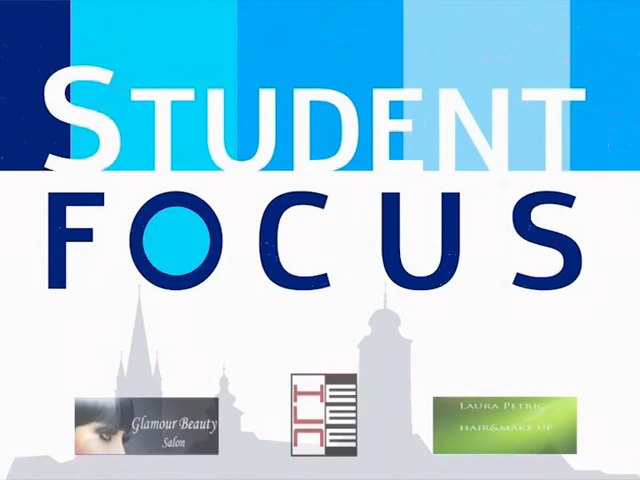 STUDENT
FOCUS
Glamour Beauty
Salon
LAURA PETRIC
HAIR&MAKE UP